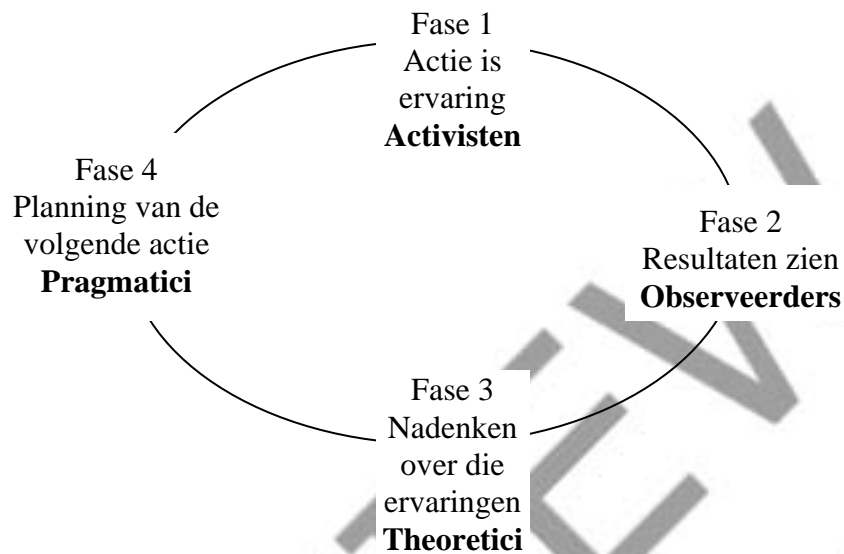 Fase 1
Actie is
ervaring
Activisten
Fase 2
Resultaten zien
Observeerders
Fase 3
Nadenken
over die
ervaringen
Theoretici
Fase 4
Planning van de
volgende actie
Pragmatici